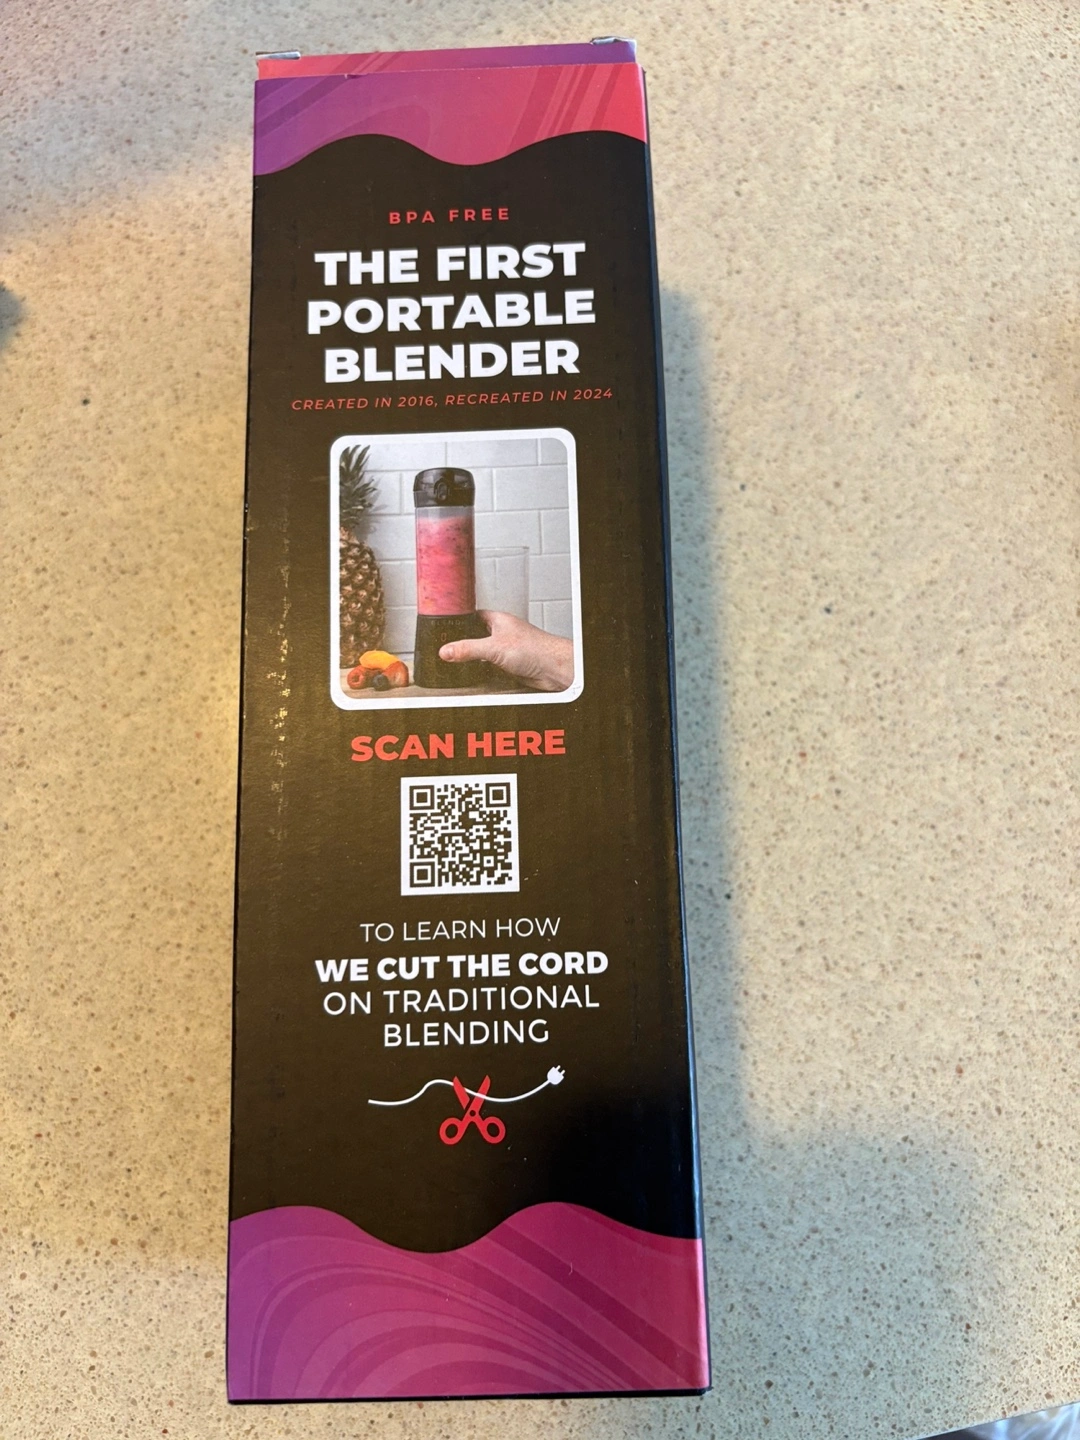 BPA FREE
THE FIRST
PORTABLE
BLENDER
CREATED IN 2016, RECREATED IN 2024
SCAN HERE
TO LEARN HOW
WE CUT THE CORD
ON TRADITIONAL
BLENDING